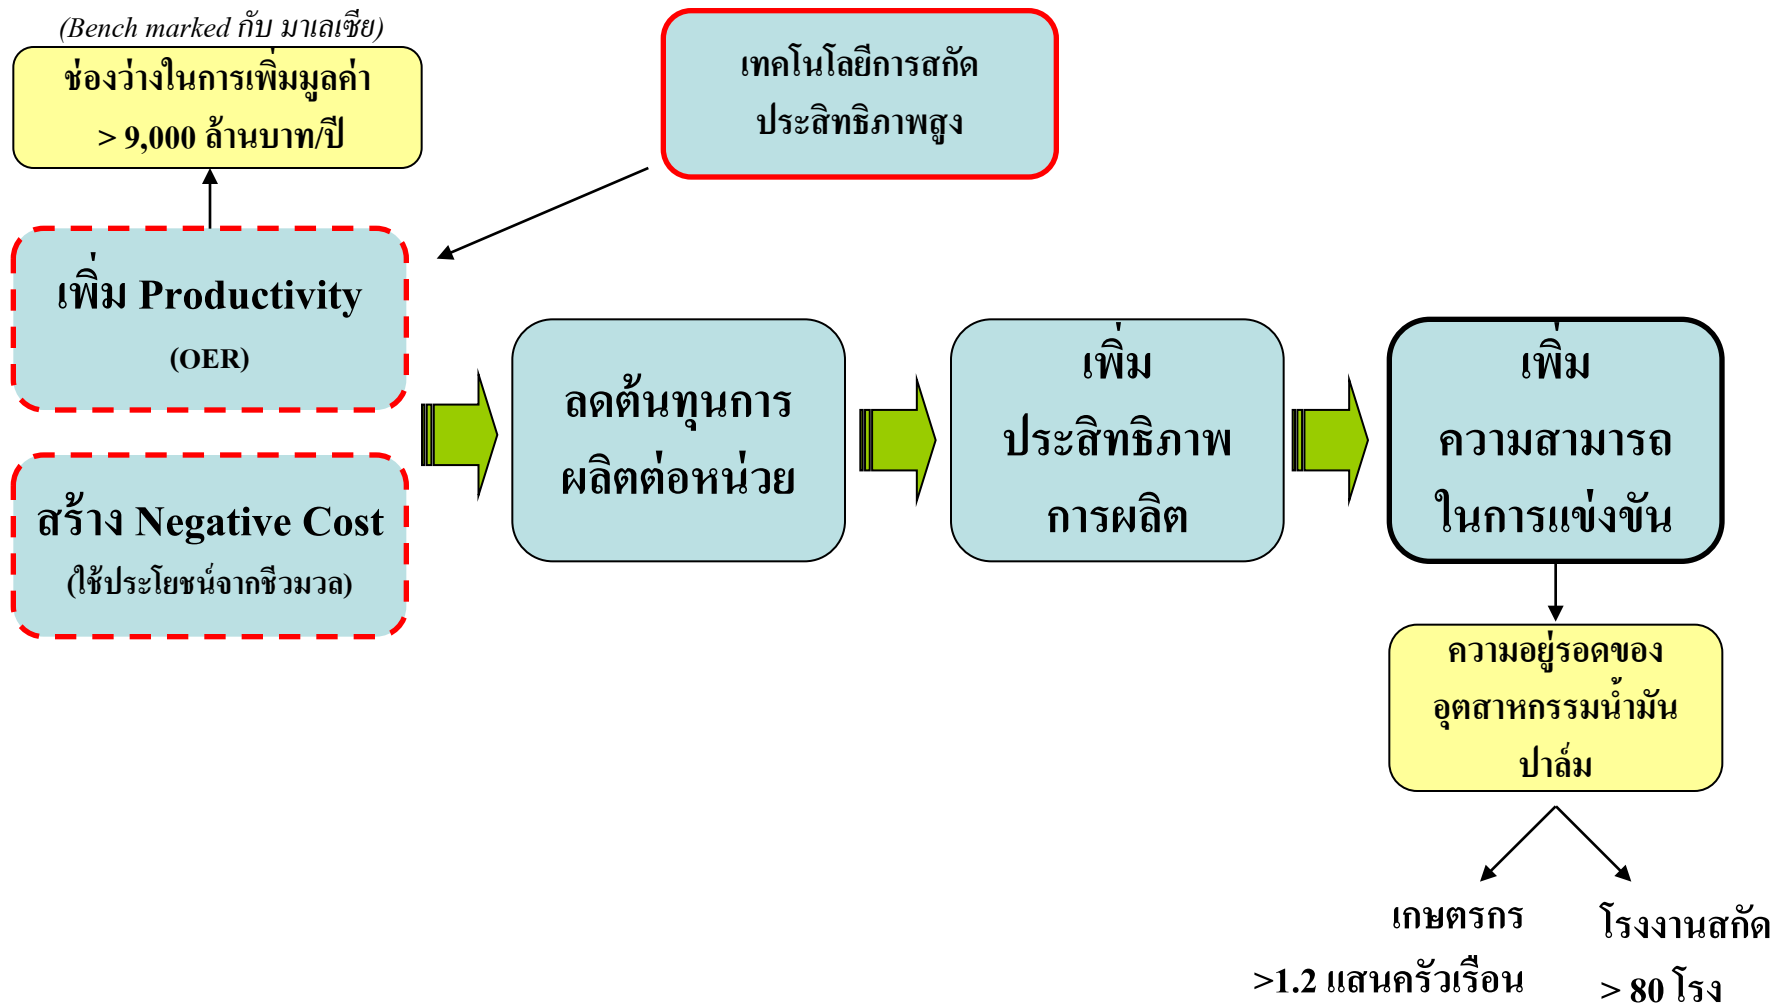 (Bench marked กับ มาเลเซีย)
ช่องว่างในการเพิ่มมูลค่า
> 9,000 ล้านบาท/ปี
เทคโนโลยีการสกัด
ประสิทธิภาพสูง
เพิ่ม Productivity
(OER)
สร้าง Negative Cost
(ใช้ประโยชน์จากชีวมวล)
ลดต้นทุนการ
ผลิตต่อหน่วย
เพิ่ม
ประสิทธิภาพ
การผลิต
เพิ่ม
ความสามารถ
ในการแข่งขัน
ความอยู่รอดของ
อุตสาหกรรมน้ำมัน
ปาล์ม
เกษตรกร
>1.2 แสนครัวเรือน
โรงงานสกัด
> 80 โรง